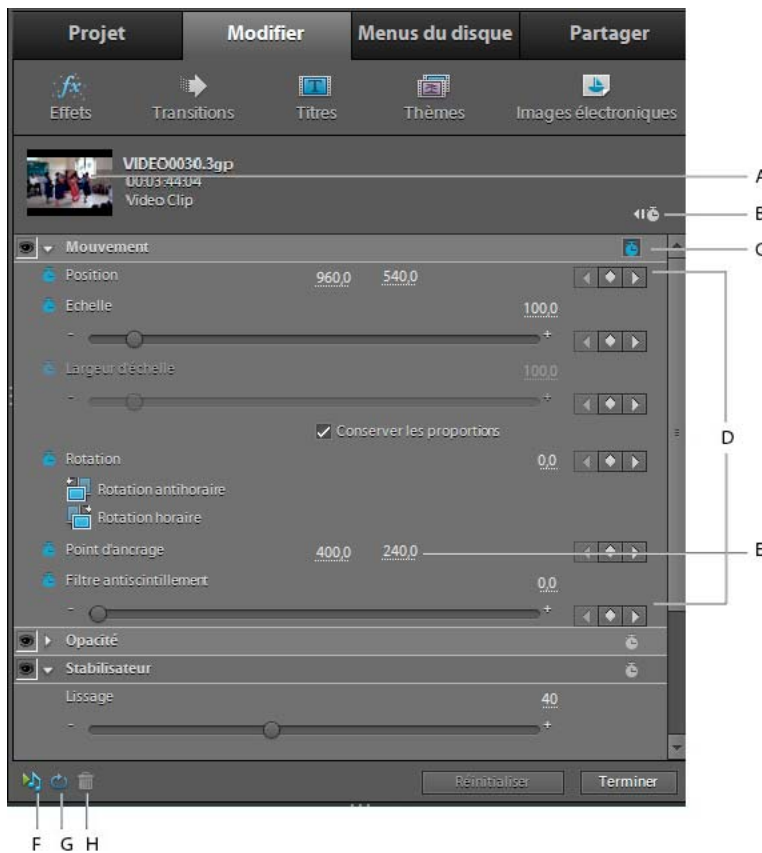 Projet
Modifier
Menus du disque
Partager
Effets
Transitions
Titres
Thèmes
Images électroniques
VIDEO0030.3gp
A
00:03:44:04
Video Clip
B
Mouvement
C
Position 960,0 540,0
Echelle 100,0
- +
Largeur d'échelle 100,0
- +
Conserver les proportions
D
Rotation 0,0
Rotation antihoraire
Rotation horaire
Point d'ancrage 400,0 240,0
E
Filtre antiscintillement 0,0
- +
Opacité
Stabilisateur
Lissage 40
- +
Réinitialiser
Terminer
F G H